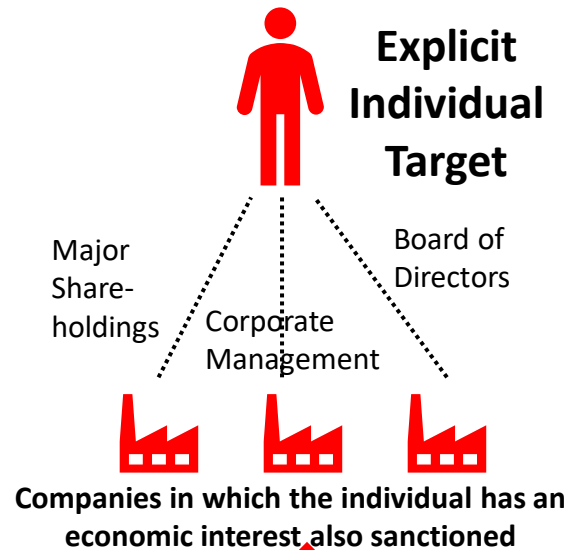 Explicit
Individual
Target
Major
Share-
holdings
Corporate
Management
Board of
Directors
Companies in which the individual has an
economic interest also sanctioned